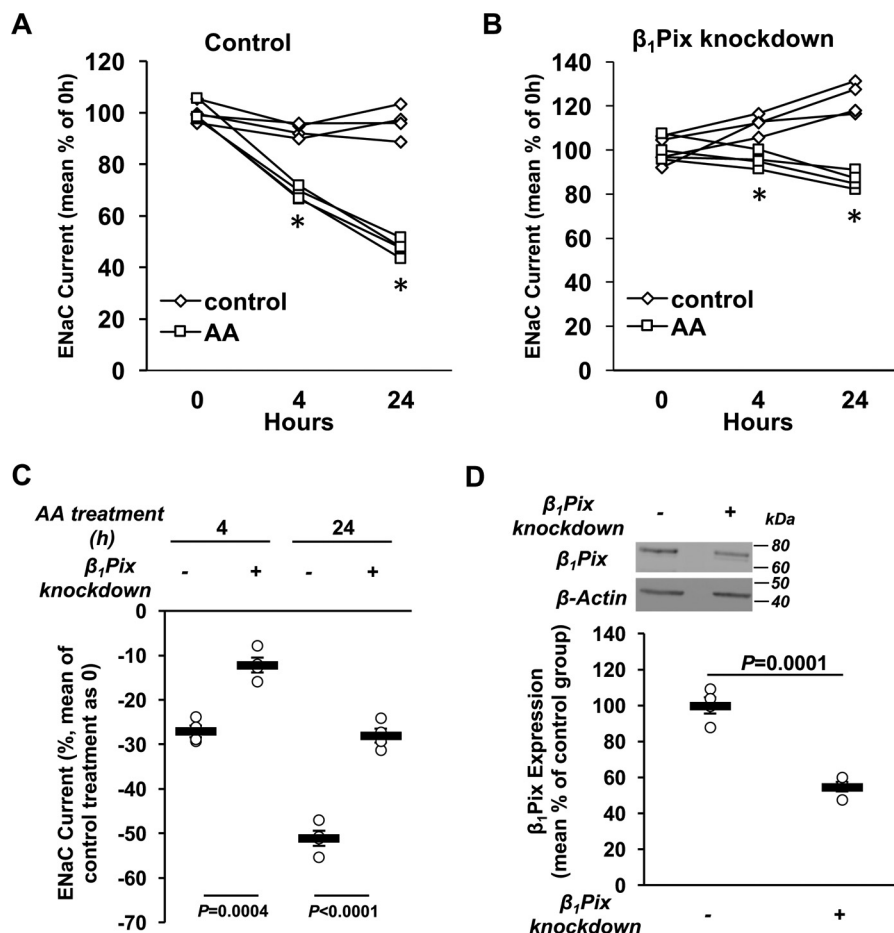 A
Control
ENaC Current (mean % of 0h)
120
100
80
60
40
20
0
*
*
control
AA
0 4 24
Hours
B
β₁Pix knockdown
ENaC Current (mean % of 0h)
140
120
100
80
60
40
20
0
*
*
control
AA
0 4 24
Hours
C
AA treatment
(h)
4 24
β₁Pix
knockdown
- + - +
ENaC Current (%, mean of
control treatment as 0)
0
-10
-20
-30
-40
-50
-60
-70
P=0.0004 P<0.0001
D
β₁Pix
knockdown
- + kDa
β₁Pix
80
60
β-Actin
50
40
β₁Pix Expression
(mean % of control group)
140
120
100
80
60
40
20
0
P=0.0001
β₁Pix
knockdown
- +